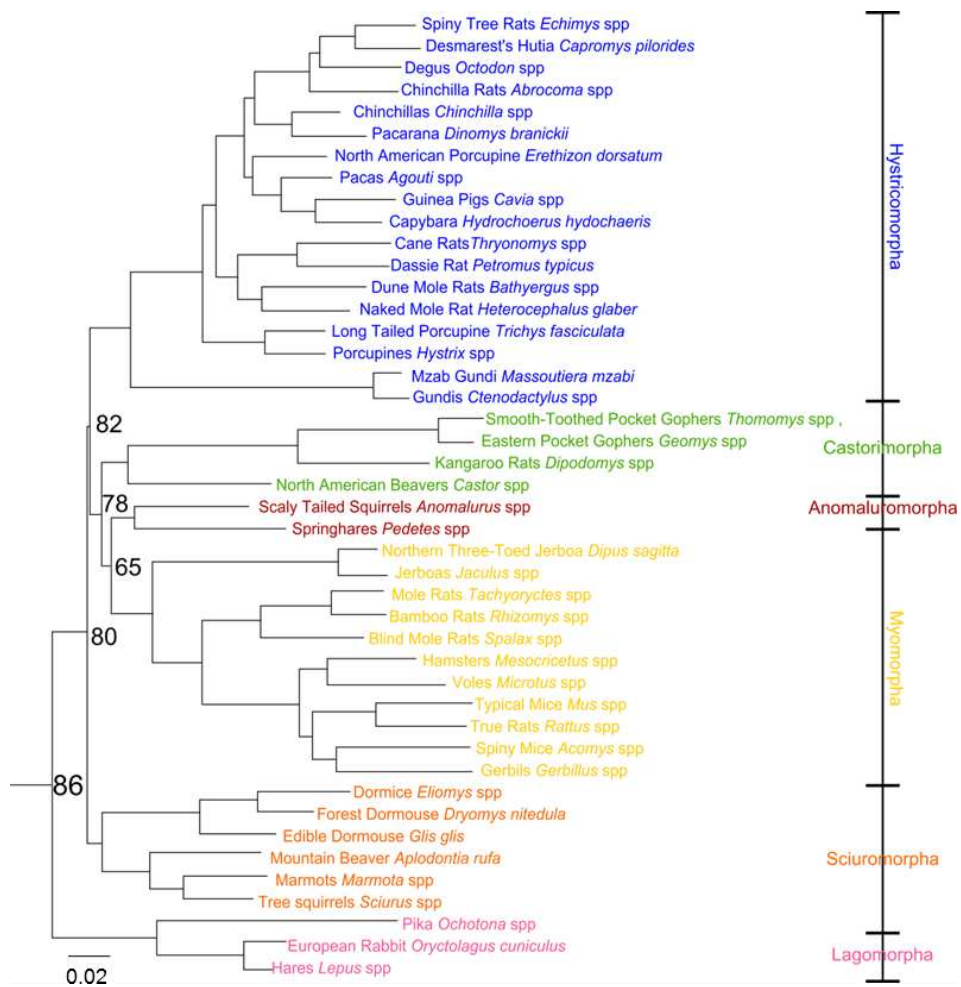 Spiny Tree Rats Echimys spp
Desmarest's Hutia Capromys pilorides
Degus Octodon spp
Chinchilla Rats Abrocoma spp
Chinchillas Chinchilla spp
Pacarana Dinomys branickii
North American Porcupine Erethizon dorsatum
Pacas Agouti spp
Guinea Pigs Cavia spp
Capybara Hydrochoerus hydochaeris
Cane RatsThryonomys spp
Dassie Rat Petromus typicus
Dune Mole Rats Bathyergus spp
Naked Mole Rat Heterocephalus glaber
Long Tailed Porcupine Trichys fasciculata
Porcupines Hystrix spp
Mzab Gundi Massoutiera mzabi
Gundis Ctenodactylus spp
Hystricomorpha
82
Smooth-Toothed Pocket Gophers Thomomys spp ,
Eastern Pocket Gophers Geomys spp
Kangaroo Rats Dipodomys spp
North American Beavers Castor spp
Castorimorpha
78
Scaly Tailed Squirrels Anomalurus spp
Springhares Pedetes spp
Anomaluromorpha
65
Northern Three-Toed Jerboa Dipus sagitta
Jerboas Jaculus spp
Mole Rats Tachyoryctes spp
Bamboo Rats Rhizomys spp
Blind Mole Rats Spalax spp
80
Hamsters Mesocricetus spp
Voles Microtus spp
Typical Mice Mus spp
True Rats Rattus spp
Spiny Mice Acomys spp
Gerbils Gerbillus spp
Myomorpha
86
Dormice Eliomys spp
Forest Dormouse Dryomys nitedula
Edible Dormouse Glis glis
Mountain Beaver Aplodontia rufa
Marmots Marmota spp
Tree squirrels Sciurus spp
Sciuromorpha
Pika Ochotona spp
European Rabbit Oryctolagus cuniculus
Hares Lepus spp
Lagomorpha
0.02